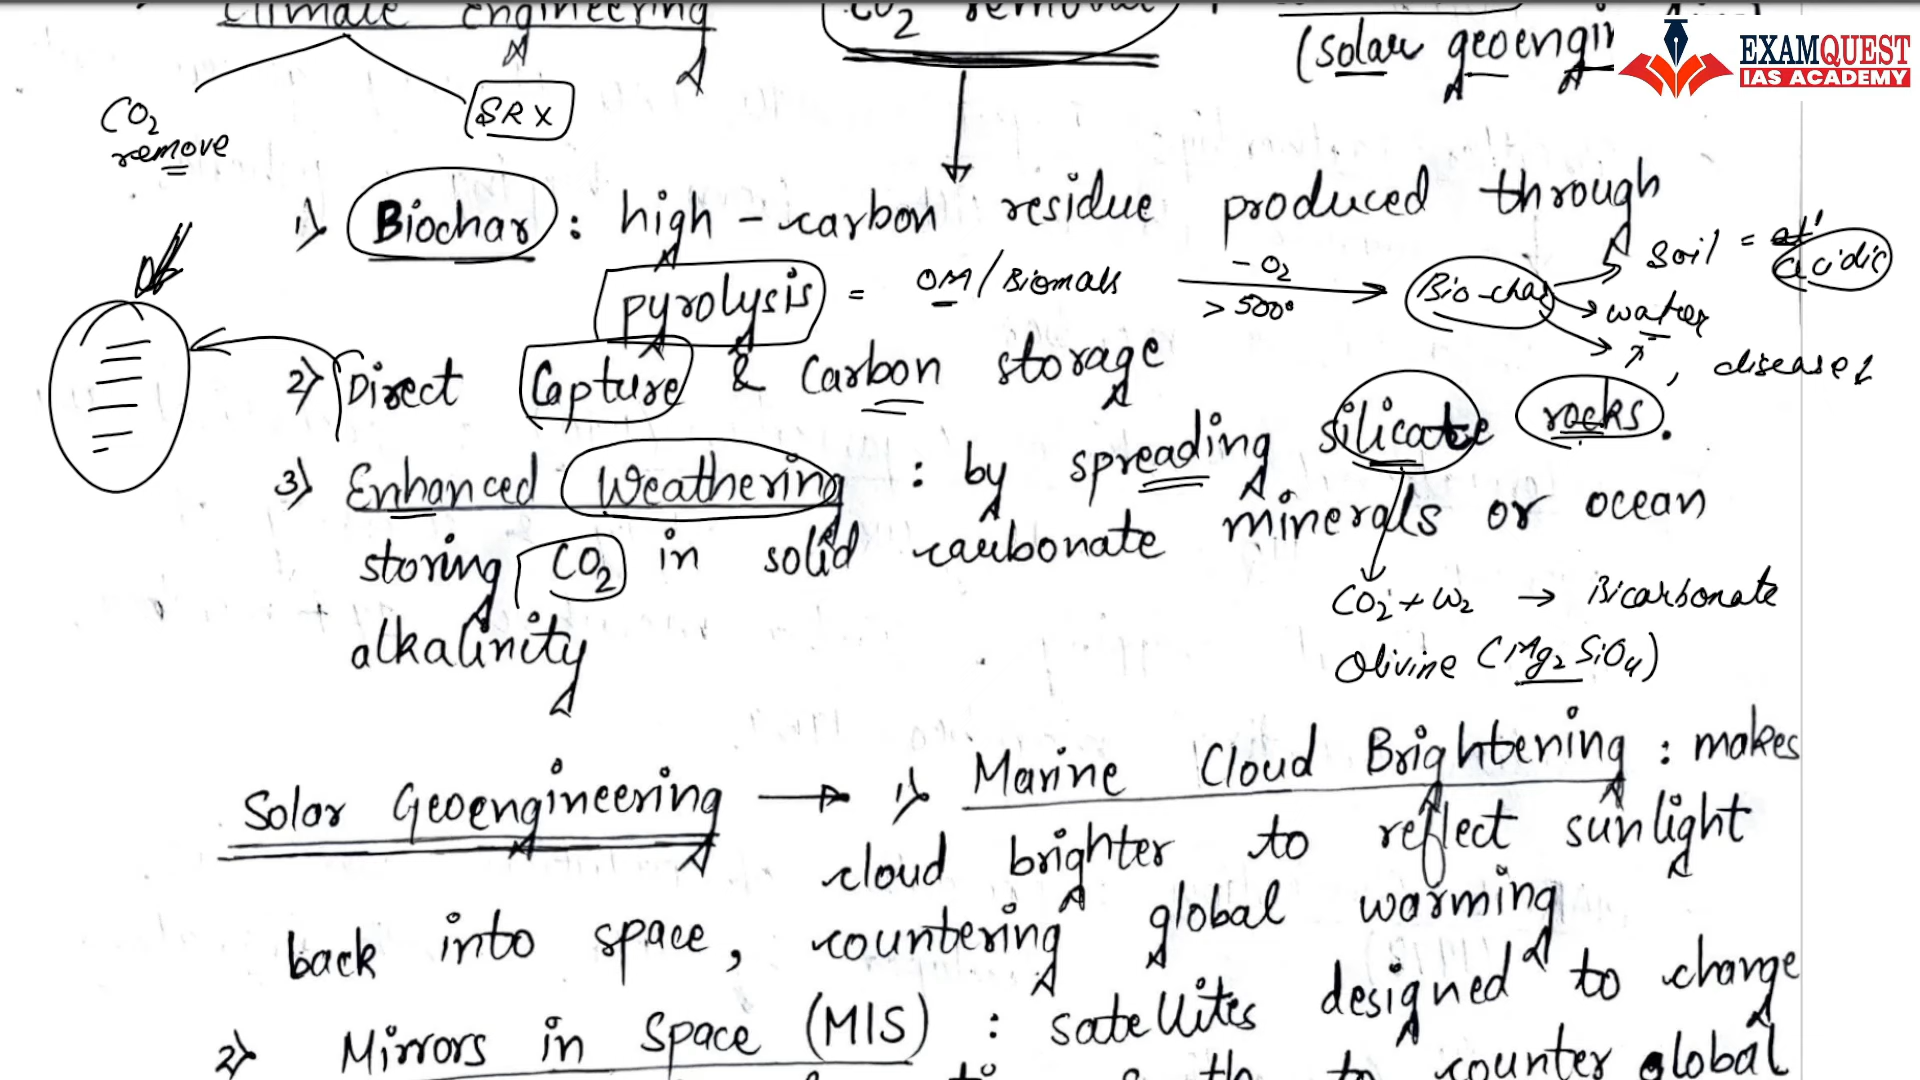 Climate Engineering
CO2 removal
(solar geoengin
EXAMQUEST
IAS ACADEMY
CO2
remove
SRX
1) Biochar : high-carbon residue produced through
pyrolysis = OM/Biomass -O2 >500° Bio-char
soil = acidic
water
, diseases
2) Direct Capture & Carbon storage
3) Enhanced Weathering : by spreading silicate rocks.
storing CO2 in solid carbonate minerals or ocean
alkalinity
CO2 + W2 → Bicarbonate
Olivine (Mg2SiO4)
Solar Geoengineering → 1) Marine Cloud Brightening : makes
cloud brighter to reflect sunlight
back into space, countering global warming
2) Mirrors in Space (MIS) : satellites designed to change
to counter global